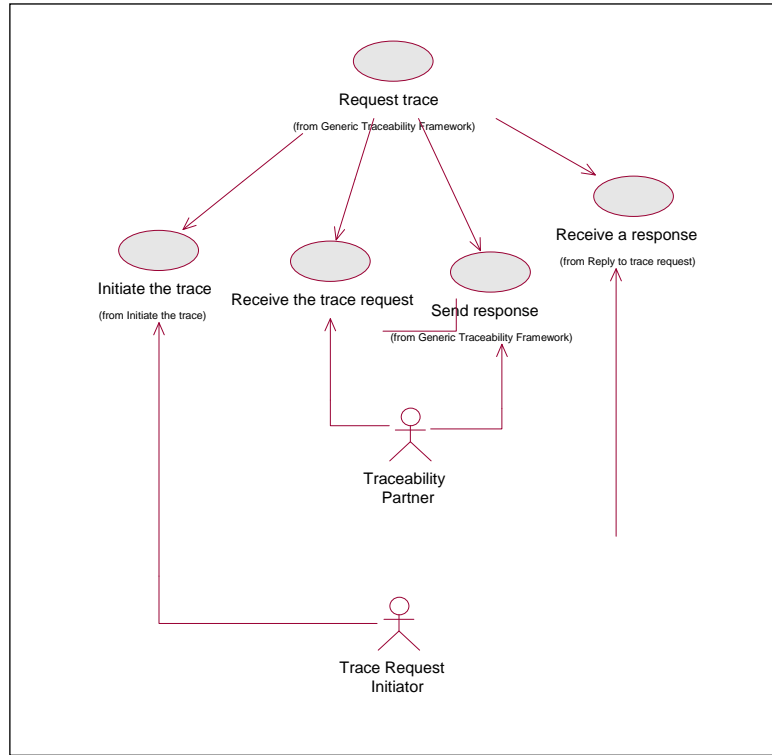 Request trace
(from Generic Traceability Framework)
Receive a response
(from Reply to trace request)
Initiate the trace
(from Initiate the trace)
Receive the trace request
Send response
(from Generic Traceability Framework)
Traceability
Partner
Trace Request
Initiator